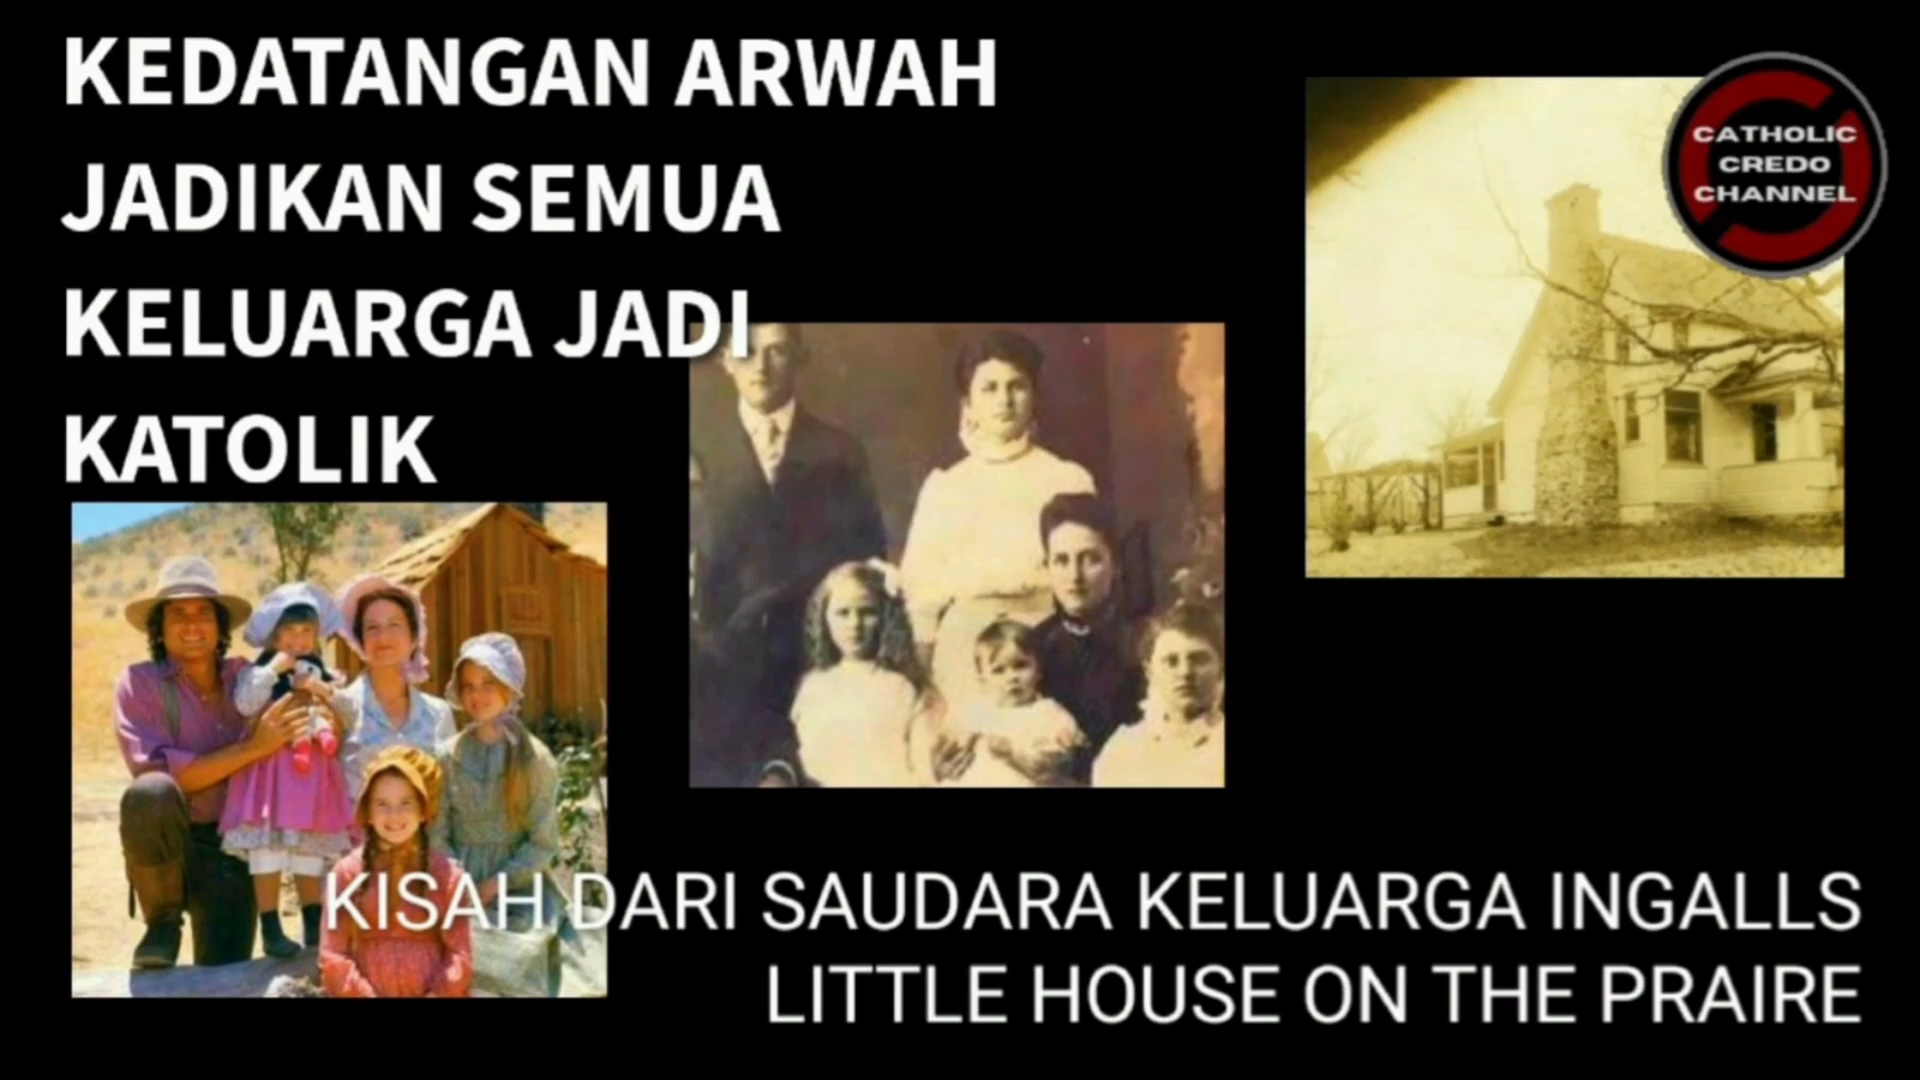 KEDATANGAN ARWAH
JADIKAN SEMUA
KELUARGA JADI
KATOLIK
CATHOLIC
CREDO
CHANNEL
KISAH DARI SAUDARA KELUARGA INGALLS
LITTLE HOUSE ON THE PRAIRE